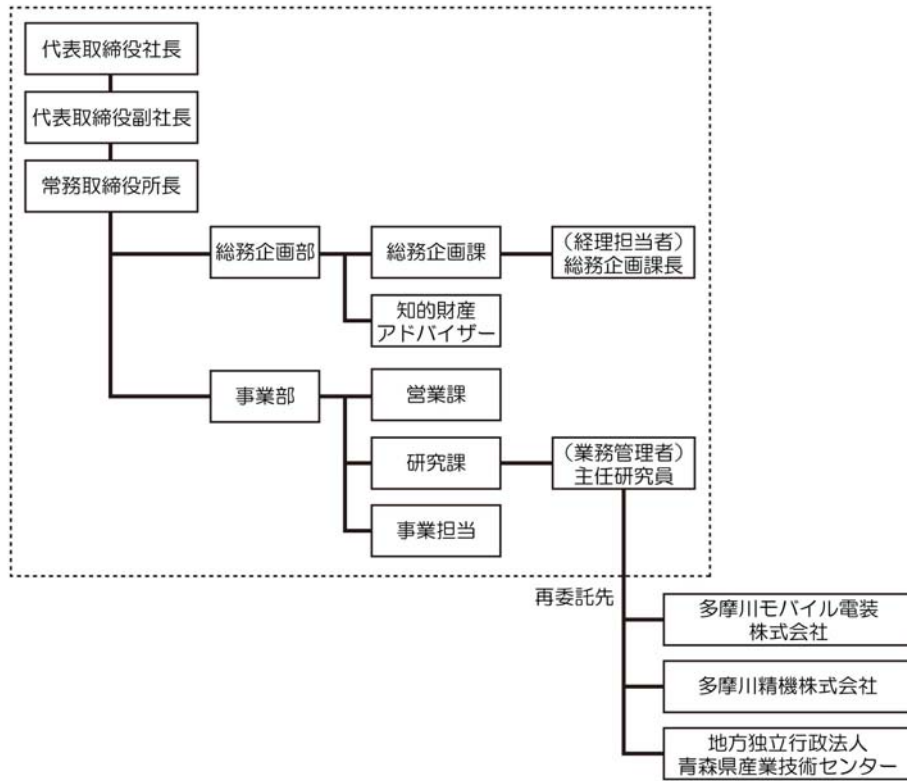 代表取締役社長
代表取締役副社長
常務取締役所長
総務企画部
総務企画課
（経理担当者）
総務企画課長
知的財産
アドバイザー
事業部
営業課
研究課
（業務管理者）
主任研究員
事業担当
再委託先
多摩川モバイル電装
株式会社
多摩川精機株式会社
地方独立行政法人
青森県産業技術センター